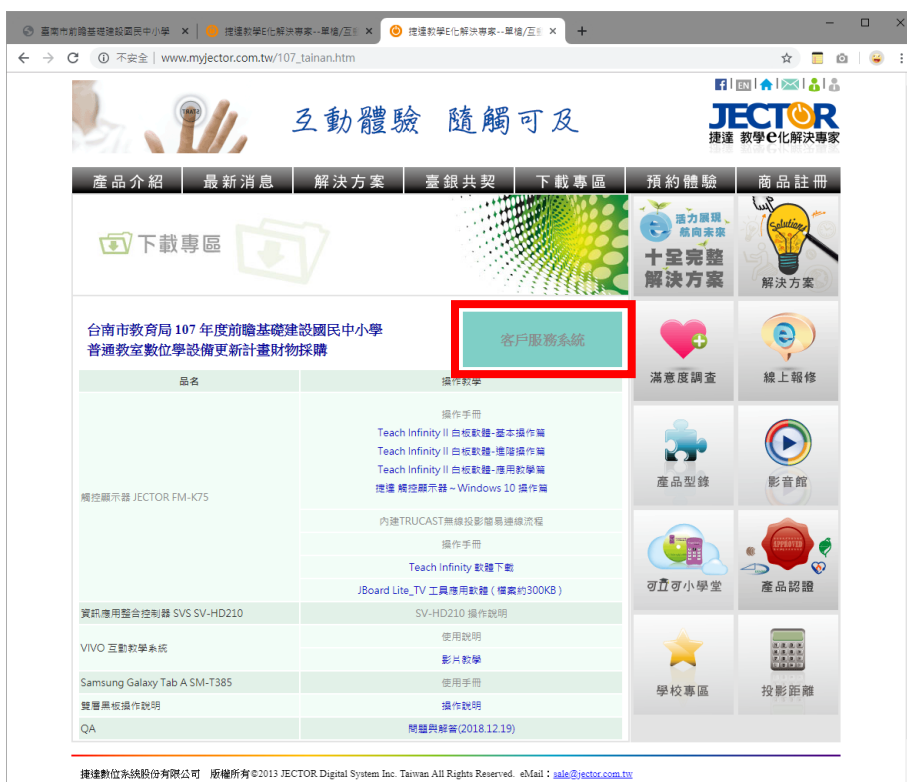 臺南市前瞻基礎建設國民中小學
捷達教學E化解決專家--單槍/互
捷達教學E化解決專家--單槍/互
不安全 | www.myjector.com.tw/107_tainan.htm
EN
互動體驗 隨觸可及
JECTOR
捷達 教學e化解決專家
產品介紹 最新消息 解決方案 臺銀共契 下載專區 預約體驗 商品註冊
下載專區
活力展現
航向未來
十全完整
解決方案
Solutions
解決方案
台南市教育局 107 年度前瞻基礎建設國民中小學
普通教室數位學設備更新計畫財物採購
客戶服務系統
滿意度調查
線上報修
品名 操作教學
觸控顯示器 JECTOR FM-K75
操作手冊
Teach Infinity II 白板軟體-基本操作篇
Teach Infinity II 白板軟體-進階操作篇
Teach Infinity II 白板軟體-應用教學篇
捷達 觸控顯示器 ~ Windows 10 操作篇
內建TRUCAST無線投影簡易連線流程
操作手冊
Teach Infinity 軟體下載
JBoard Lite_TV 工具應用軟體 ( 檔案約300KB )
資訊應用整合控制器 SVS SV-HD210 SV-HD210 操作說明
VIVO 互動教學系統
使用說明
影片教學
Samsung Galaxy Tab A SM-T385 使用手冊
雙層黑板操作說明 操作說明
QA 問題與解答(2018.12.19)
產品型錄
影音館
可立可小學堂
APPROVED
產品認證
學校專區
投影距離
捷達數位系統股份有限公司 版權所有©2013 JECTOR Digital System Inc. Taiwan All Rights Reserved. eMail：sale@jector.com.tw